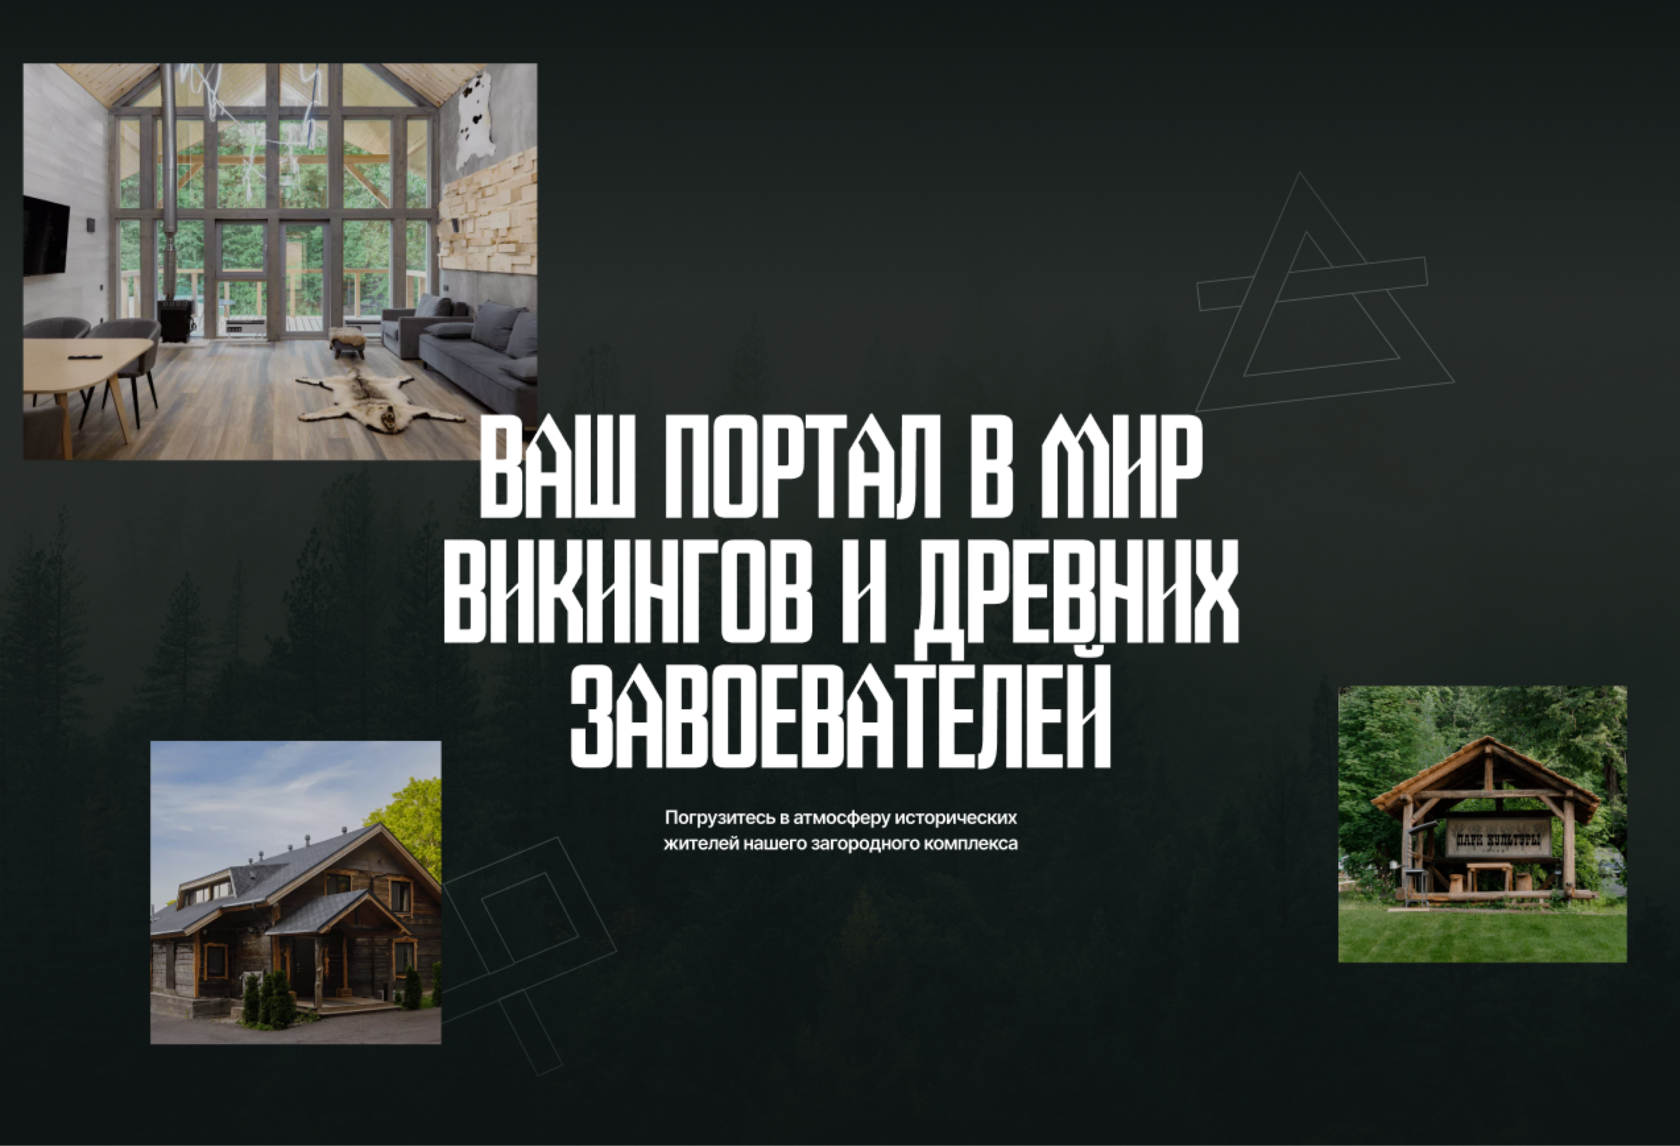 ВАШ ПОРТАЛ В МИР
ВИКИНГОВ И ДРЕВНИХ
ЗАВОЕВАТЕЛЕЙ
Погрузитесь в атмосферу исторических
жителей нашего загородного комплекса
ПАРК КУЛЬТУРЫ